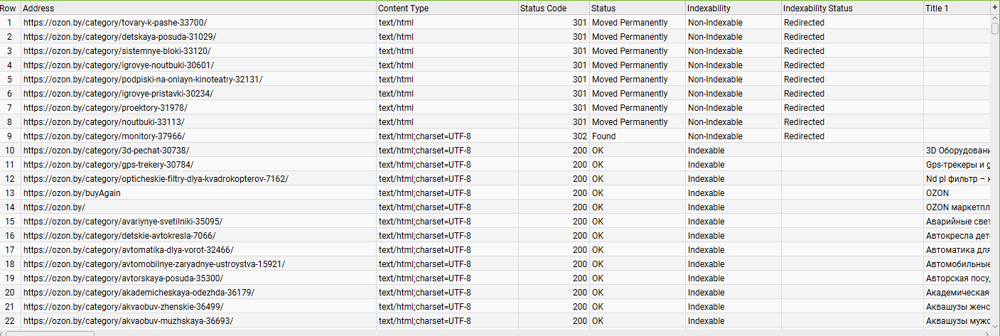 Row Address Content Type Status Code Status Indexability Indexability Status Title 1 +
1 https://ozon.by/category/tovary-k-pashe-33700/ text/html 301 Moved Permanently Non-Indexable Redirected
2 https://ozon.by/category/detskaya-posuda-31029/ text/html 301 Moved Permanently Non-Indexable Redirected
3 https://ozon.by/category/sistemnye-bloki-33120/ text/html 301 Moved Permanently Non-Indexable Redirected
4 https://ozon.by/category/igrovye-noutbuki-30601/ text/html 301 Moved Permanently Non-Indexable Redirected
5 https://ozon.by/category/podpiski-na-onlayn-kinoteatry-32131/ text/html 301 Moved Permanently Non-Indexable Redirected
6 https://ozon.by/category/igrovye-pristavki-30234/ text/html 301 Moved Permanently Non-Indexable Redirected
7 https://ozon.by/category/proektory-31978/ text/html 301 Moved Permanently Non-Indexable Redirected
8 https://ozon.by/category/noutbuki-33113/ text/html 301 Moved Permanently Non-Indexable Redirected
9 https://ozon.by/category/monitory-37966/ text/html;charset=UTF-8 302 Found Non-Indexable Redirected
10 https://ozon.by/category/3d-pechat-30738/ text/html;charset=UTF-8 200 OK Indexable 3D Оборудовани
11 https://ozon.by/category/gps-trekery-30784/ text/html;charset=UTF-8 200 OK Indexable Gps-трекеры и g
12 https://ozon.by/category/opticheskie-filtry-dlya-kvadrokopterov-7162/ text/html;charset=UTF-8 200 OK Indexable Nd pl фильтр – к
13 https://ozon.by/buyAgain text/html;charset=UTF-8 200 OK Indexable OZON
14 https://ozon.by/ text/html;charset=UTF-8 200 OK Indexable OZON маркетпл
15 https://ozon.by/category/avariynye-svetilniki-35095/ text/html;charset=UTF-8 200 OK Indexable Аварийные свет
16 https://ozon.by/category/detskie-avtokresla-7066/ text/html;charset=UTF-8 200 OK Indexable Автокресла дет
17 https://ozon.by/category/avtomatika-dlya-vorot-32466/ text/html;charset=UTF-8 200 OK Indexable Автоматика для
18 https://ozon.by/category/avtomobilnye-zaryadnye-ustroystva-15921/ text/html;charset=UTF-8 200 OK Indexable Автомобильные
19 https://ozon.by/category/avtorskaya-posuda-35300/ text/html;charset=UTF-8 200 OK Indexable Авторская посу
20 https://ozon.by/category/akademicheskaya-odezhda-36179/ text/html;charset=UTF-8 200 OK Indexable Академическая
21 https://ozon.by/category/akvaobuv-zhenskie-36499/ text/html;charset=UTF-8 200 OK Indexable Аквашузы женс
22 https://ozon.by/category/akvaobuv-muzhskaya-36693/ text/html;charset=UTF-8 200 OK Indexable Аквашузы мужс